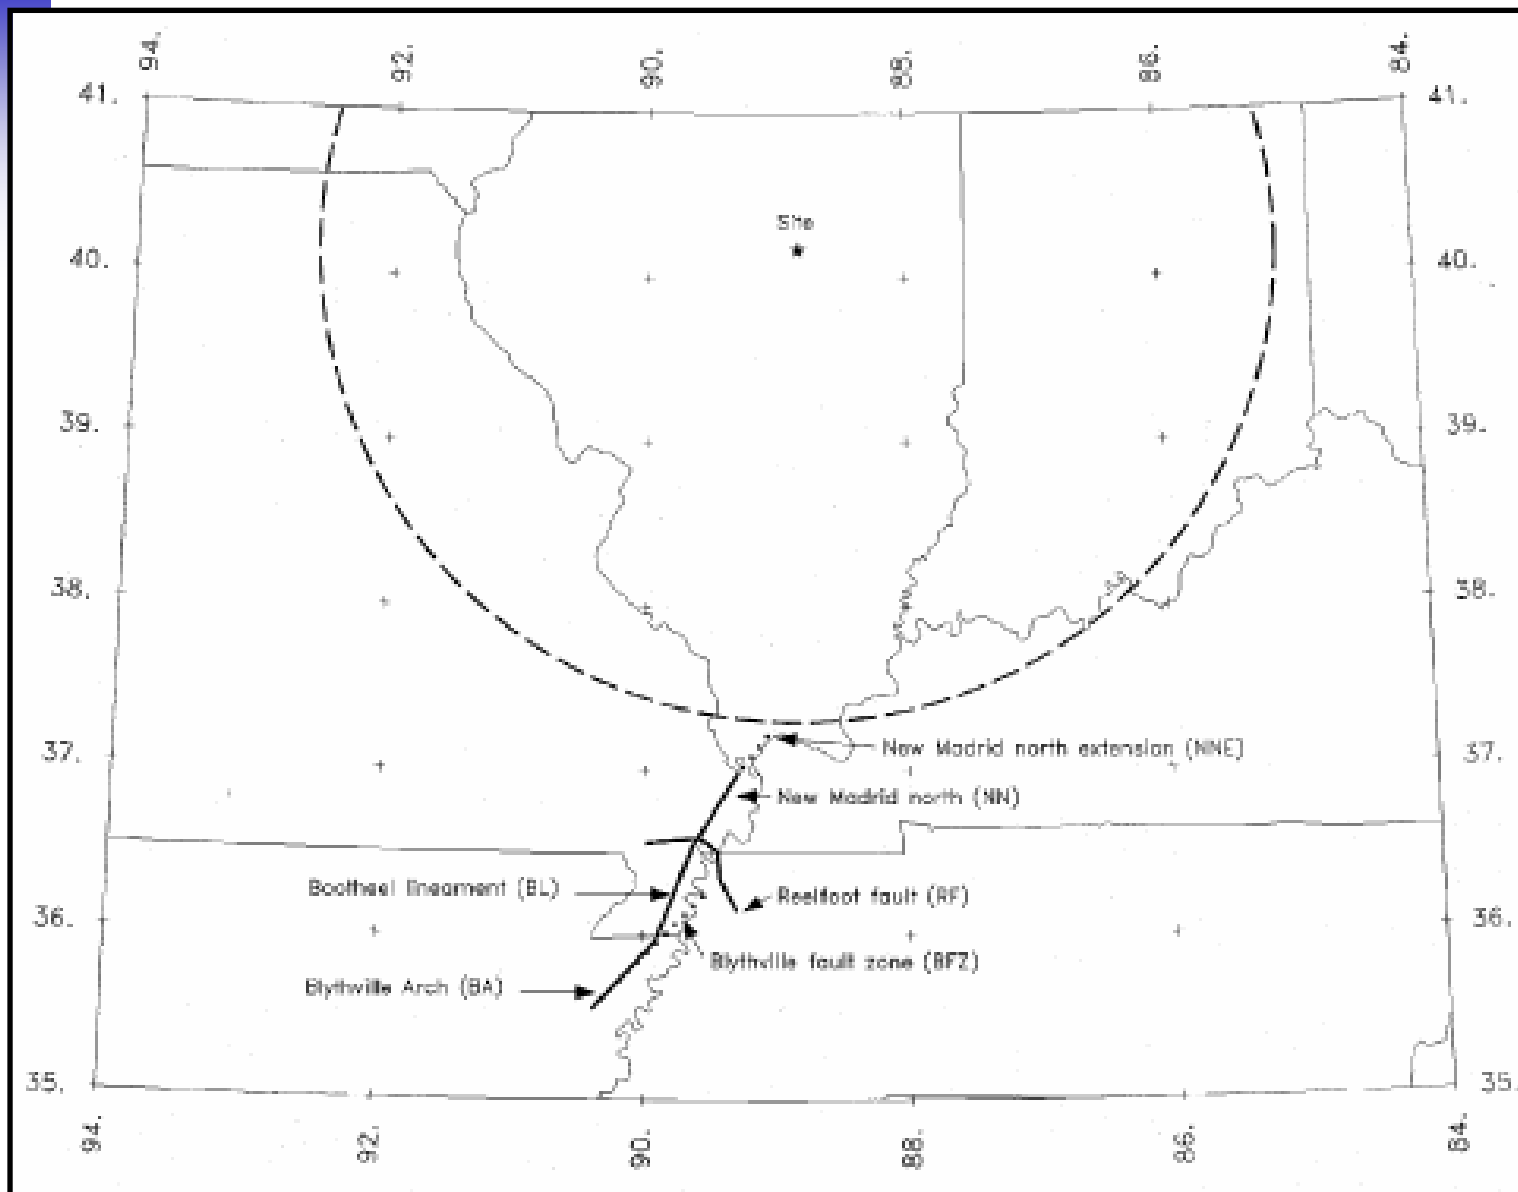 94. 92. 90. 88. 86. 84.
41. 41.
Site
40. 40.
39. 39.
38. 38.
37. 37.
New Madrid north extension (NNE)
New Madrid north (NN)
Bootheel lineament (BL)
Reelfoot fault (RF)
36. 36.
Blythville fault zone (BFZ)
Blythville Arch (BA)
35. 35.
94. 92. 90. 88. 86. 84.